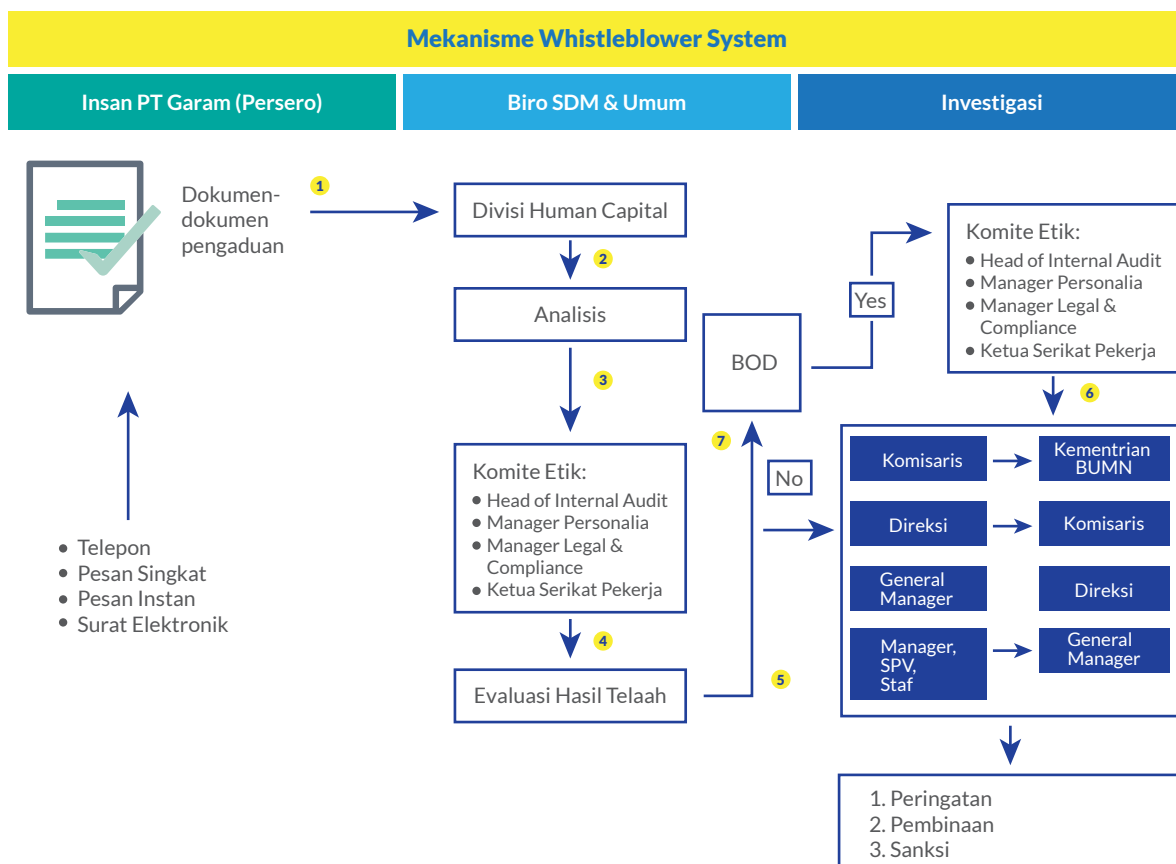 Mekanisme Whistleblower System
Insan PT Garam (Persero)
Biro SDM & Umum
Investigasi
Dokumen-
dokumen
pengaduan
1
Divisi Human Capital
2
Analisis
3
Komite Etik:
• Head of Internal Audit
• Manager Personalia
• Manager Legal &
Compliance
• Ketua Serikat Pekerja
4
Evaluasi Hasil Telaah
5
7
BOD
Yes
No
Komite Etik:
• Head of Internal Audit
• Manager Personalia
• Manager Legal &
Compliance
• Ketua Serikat Pekerja
6
Komisaris
Kementrian
BUMN
Direksi
Komisaris
General
Manager
Direksi
Manager,
SPV,
Staf
General
Manager
1. Peringatan
2. Pembinaan
3. Sanksi
• Telepon
• Pesan Singkat
• Pesan Instan
• Surat Elektronik